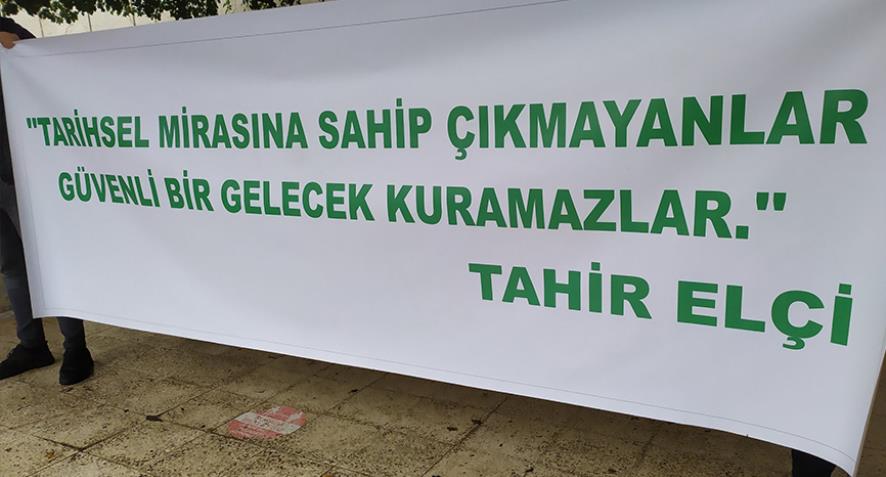 "TARİHSEL MİRASINA SAHİP ÇIKMAYANLAR
GÜVENLİ BİR GELECEK KURAMAZLAR."
TAHİR ELÇİ